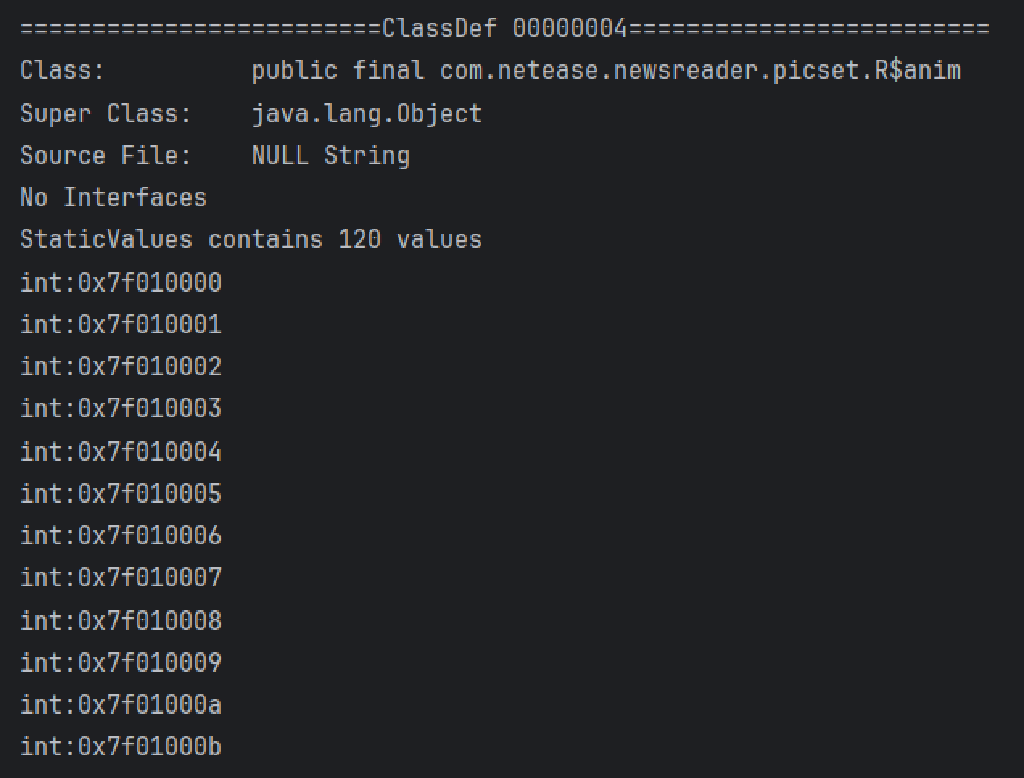 =========================ClassDef 00000004=========================
Class:          public final com.netease.newsreader.picset.R$anim
Super Class:    java.lang.Object
Source File:    NULL String
No Interfaces
StaticValues contains 120 values
int:0x7f010000
int:0x7f010001
int:0x7f010002
int:0x7f010003
int:0x7f010004
int:0x7f010005
int:0x7f010006
int:0x7f010007
int:0x7f010008
int:0x7f010009
int:0x7f01000a
int:0x7f01000b